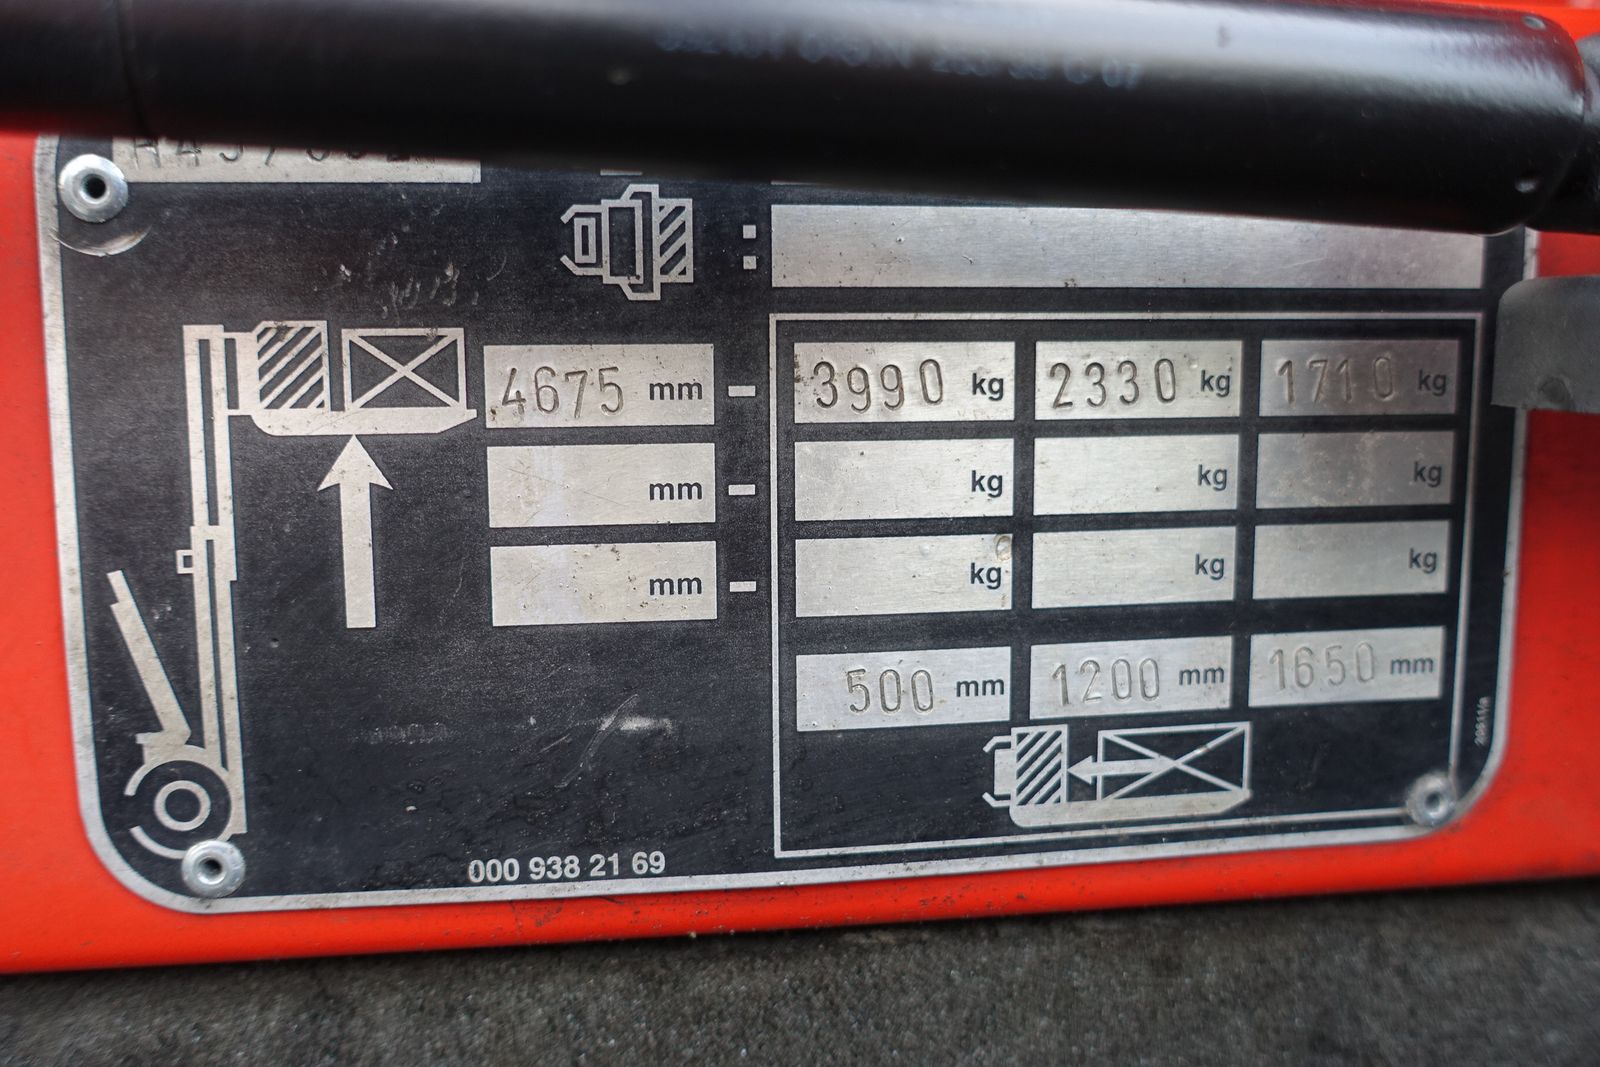 4675 mm - 3990 kg 2330 kg 1710 kg
mm - kg kg kg
mm - kg kg kg
500 mm 1200 mm 1650 mm
000 938 21 69